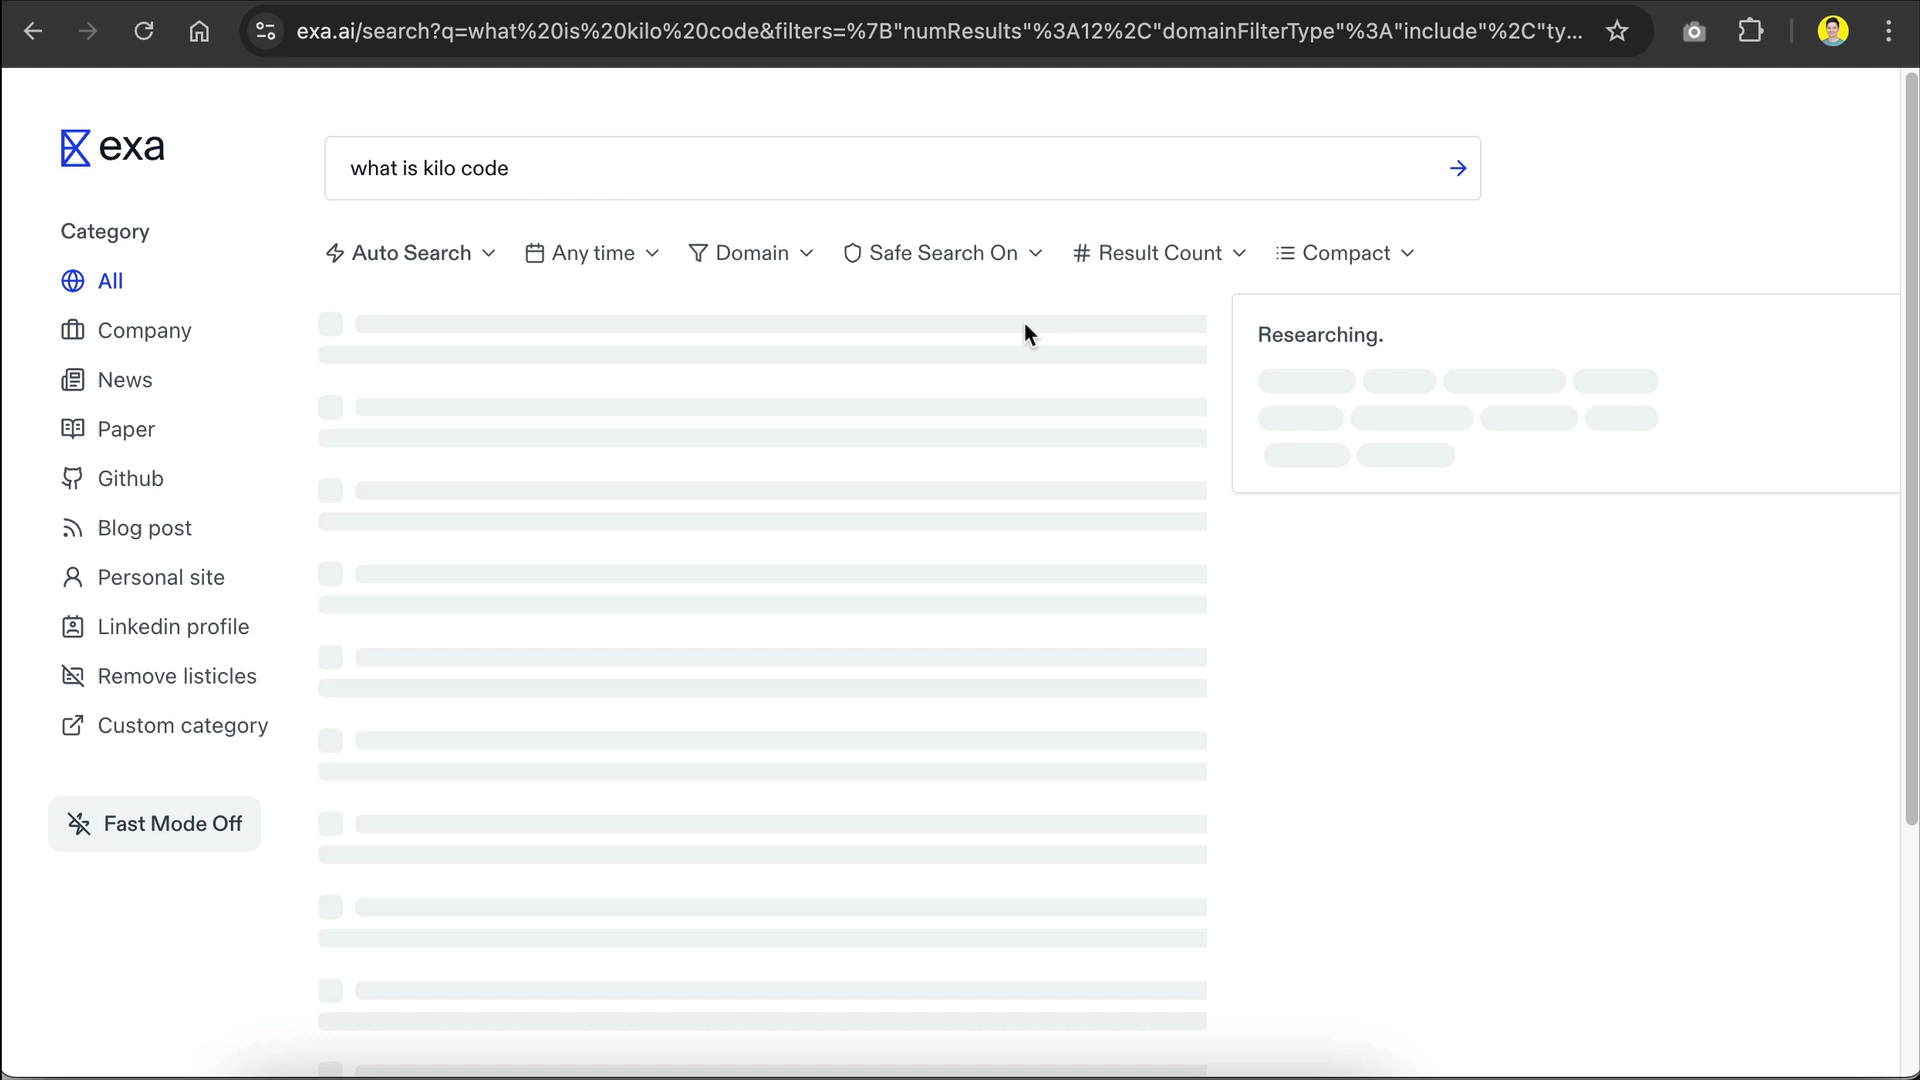 exa.ai/search?q=what%20is%20kilo%20code&filters=%7B"numResults"%3A12%2C"domainFilterType"%3A"include"%2C"ty...
exa
what is kilo code
Category
Auto Search
Any time
Domain
Safe Search On
Result Count
Compact
All
Company
News
Paper
Github
Blog post
Personal site
Linkedin profile
Remove listicles
Custom category
Fast Mode Off
Researching.